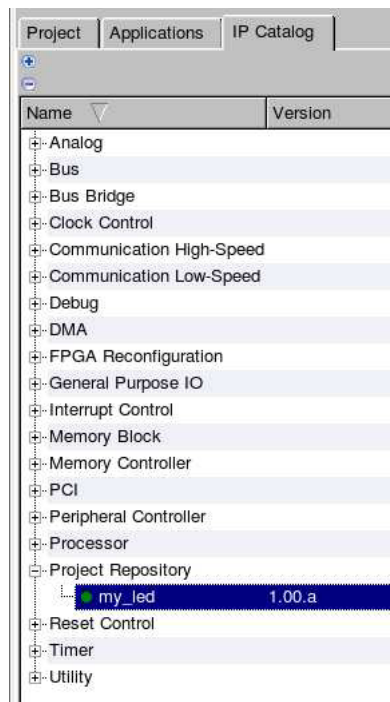 Project Applications IP Catalog
Name Version
Analog
Bus
Bus Bridge
Clock Control
Communication High-Speed
Communication Low-Speed
Debug
DMA
FPGA Reconfiguration
General Purpose IO
Interrupt Control
Memory Block
Memory Controller
PCI
Peripheral Controller
Processor
Project Repository
my_led 1.00.a
Reset Control
Timer
Utility